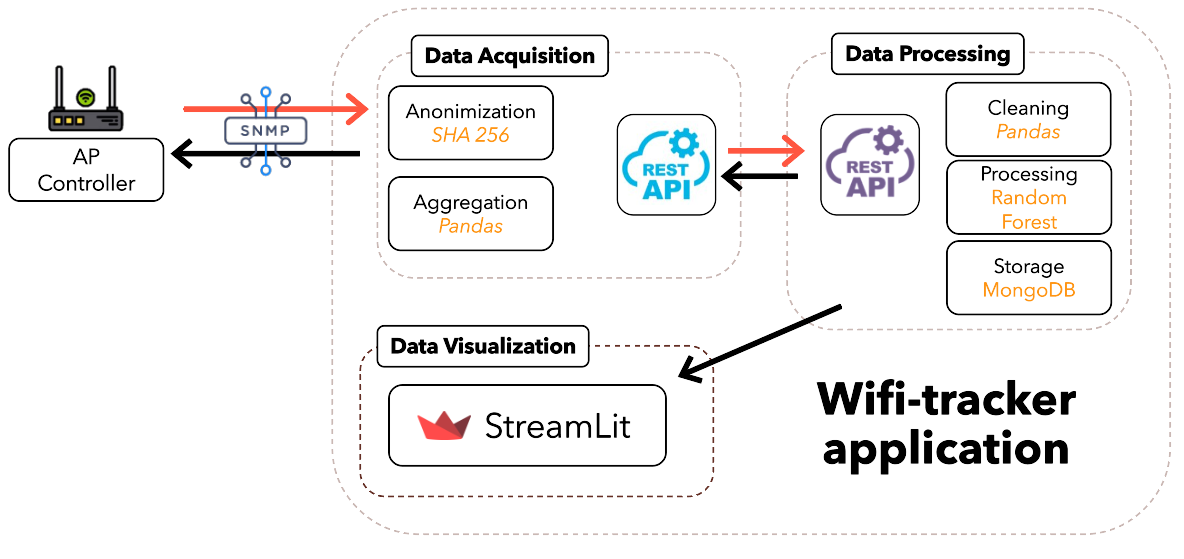 Data Acquisition
Data Processing
AP
Controller
SNMP
Anonimization
SHA 256
Aggregation
Pandas
REST
API
REST
API
Cleaning
Pandas
Processing
Random
Forest
Storage
MongoDB
Data Visualization
StreamLit
Wifi-tracker
application